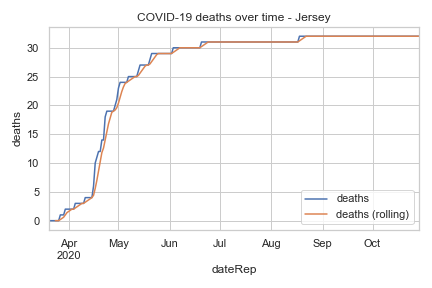 COVID-19 deaths over time - Jersey
deaths
30
25
20
15
10
5
0
deaths
deaths (rolling)
Apr May Jun Jul Aug Sep Oct
2020
dateRep